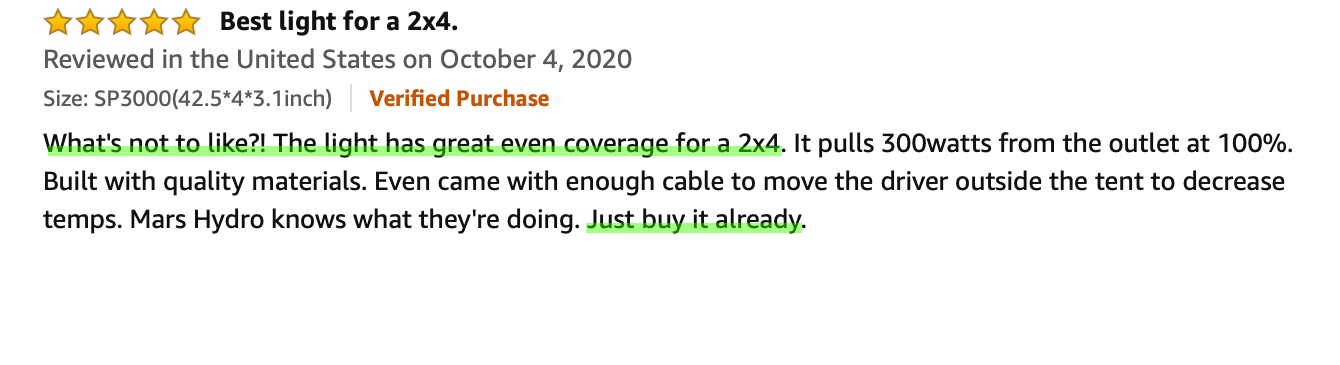 Best light for a 2x4.
Reviewed in the United States on October 4, 2020
Size: SP3000(42.5*4*3.1inch) Verified Purchase
What's not to like?! The light has great even coverage for a 2x4. It pulls 300watts from the outlet at 100%.
Built with quality materials. Even came with enough cable to move the driver outside the tent to decrease
temps. Mars Hydro knows what they're doing. Just buy it already.